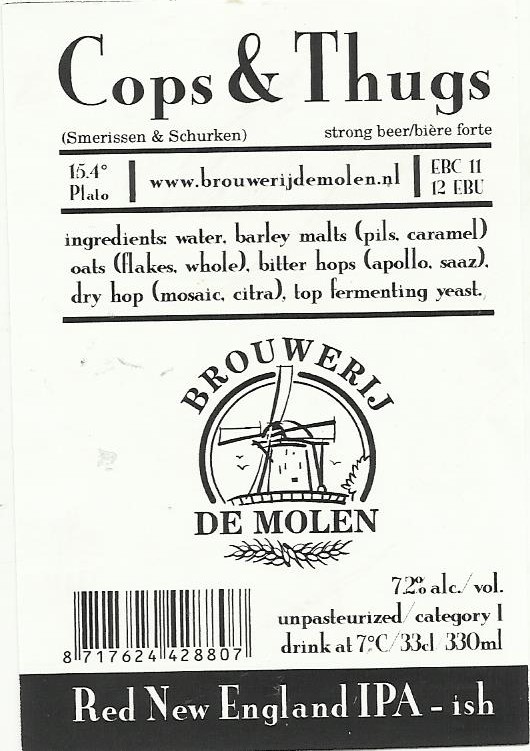 Cops & Thugs
(Smerissen & Schurken) strong beer/bière forte
15.4° Plato
www.brouwerijdemolen.nl
EBC 11
12 EBU
ingredients: water, barley malts (pils, caramel)
oats (flakes, whole), bitter hops (apollo, saaz),
dry hop (mosaic, citra), top fermenting yeast.
BROUWERIJ
DE MOLEN
7.2% alc./vol.
unpasteurized/category I
drink at 7°C/33cl/330ml
8 717624 428807
Red New England IPA - ish